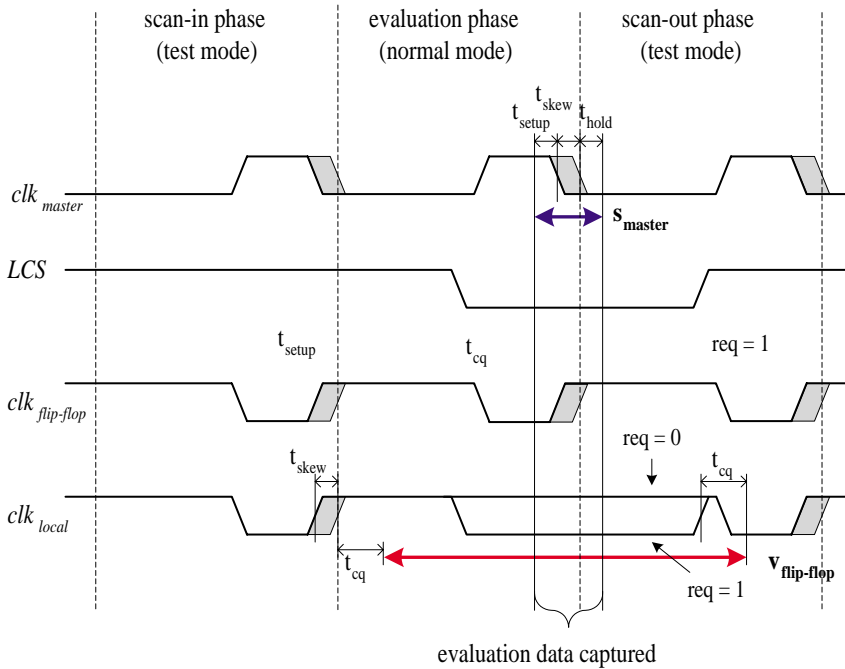 scan-in phase
(test mode)
evaluation phase
(normal mode)
scan-out phase
(test mode)
t_skew
t_setup
t_hold
clk_master
s_master
LCS
t_setup
t_cq
req = 1
clk_flip-flop
req = 0
t_skew
t_cq
clk_local
t_cq
v_flip-flop
req = 1
evaluation data captured